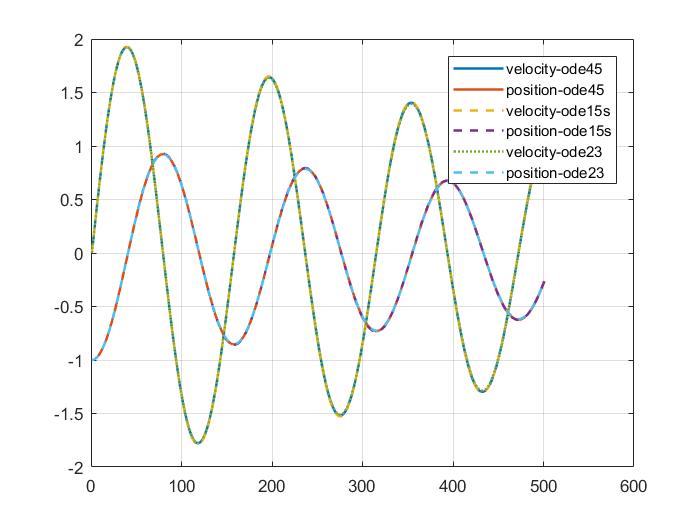 2
1.5
1
0.5
0
-0.5
-1
-1.5
-2
velocity-ode45
position-ode45
velocity-ode15s
position-ode15s
velocity-ode23
position-ode23
0 100 200 300 400 500 600